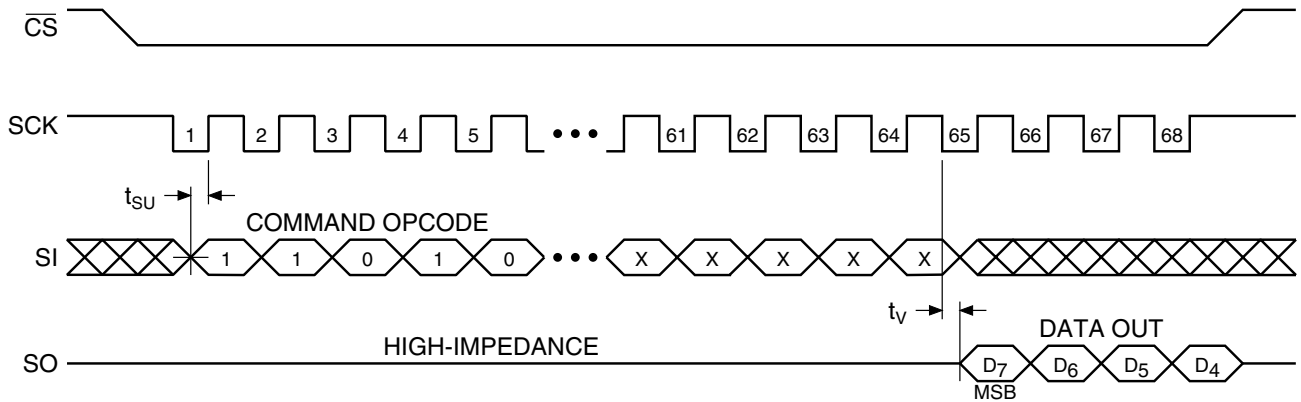 CS
SCK 1 2 3 4 5 ••• 61 62 63 64 65 66 67 68
tSU
COMMAND OPCODE
SI 1 1 0 1 0 ••• X X X X X
tV
DATA OUT
HIGH-IMPEDANCE
SO D7 D6 D5 D4
MSB